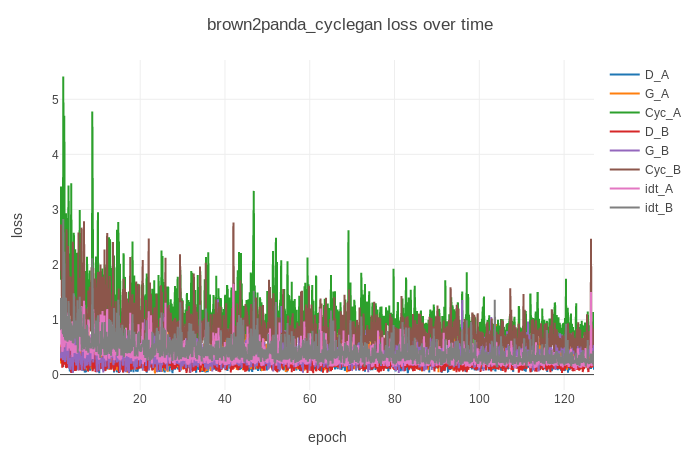 brown2panda_cyclegan loss over time
D_A
G_A
Cyc_A
D_B
G_B
Cyc_B
idt_A
idt_B
loss
5
4
3
2
1
0
20
40
60
80
100
120
epoch